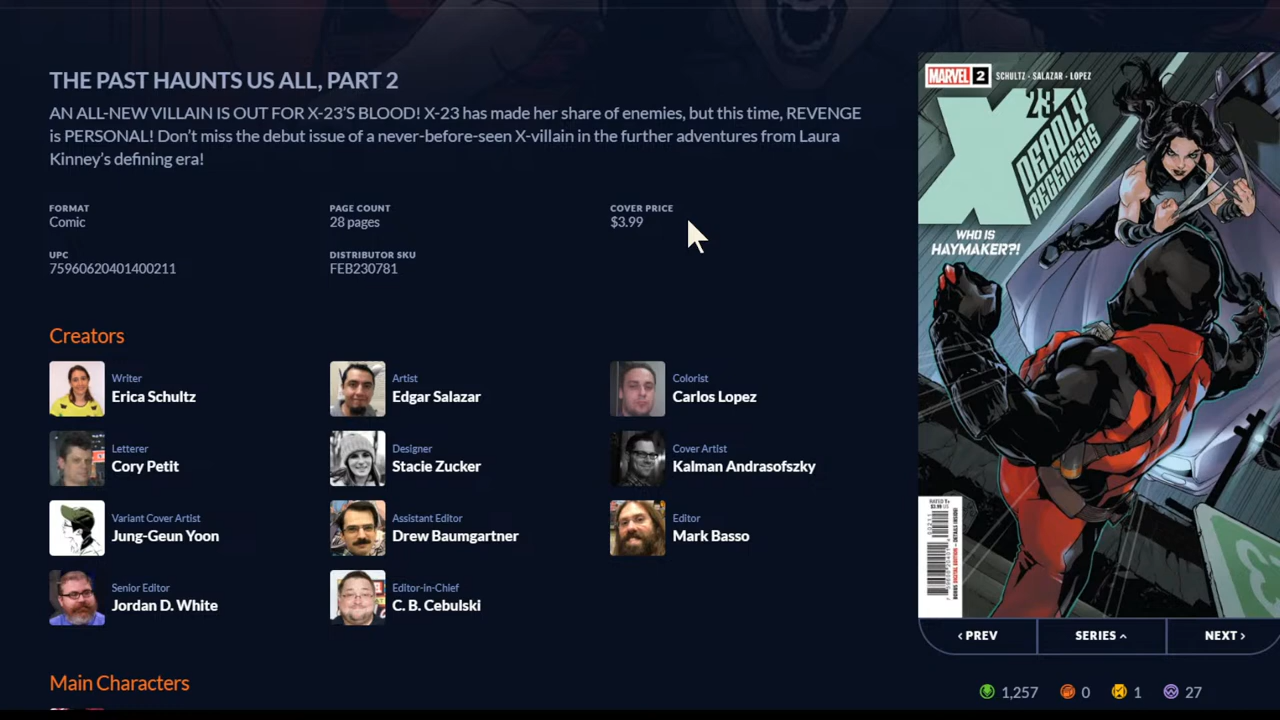 THE PAST HAUNTS US ALL, PART 2
AN ALL-NEW VILLAIN IS OUT FOR X-23'S BLOOD! X-23 has made her share of enemies, but this time, REVENGE
is PERSONAL! Don't miss the debut issue of a never-before-seen X-villain in the further adventures from Laura
Kinney's defining era!
FORMAT
Comic
PAGE COUNT
28 pages
COVER PRICE
$3.99
UPC
75960620401400211
DISTRIBUTOR SKU
FEB230781
Creators
Writer
Erica Schultz
Artist
Edgar Salazar
Colorist
Carlos Lopez
Letterer
Cory Petit
Designer
Stacie Zucker
Cover Artist
Kalman Andrasofszky
Variant Cover Artist
Jung-Geun Yoon
Assistant Editor
Drew Baumgartner
Editor
Mark Basso
Senior Editor
Jordan D. White
Editor-in-Chief
C. B. Cebulski
Main Characters
MARVEL 2 SCHULTZ · SALAZAR · LOPEZ
X 23
DEADLY
REGENESIS
WHO IS
HAYMAKER?!
‹ PREV
SERIES
NEXT ›
1,257
0
1
27